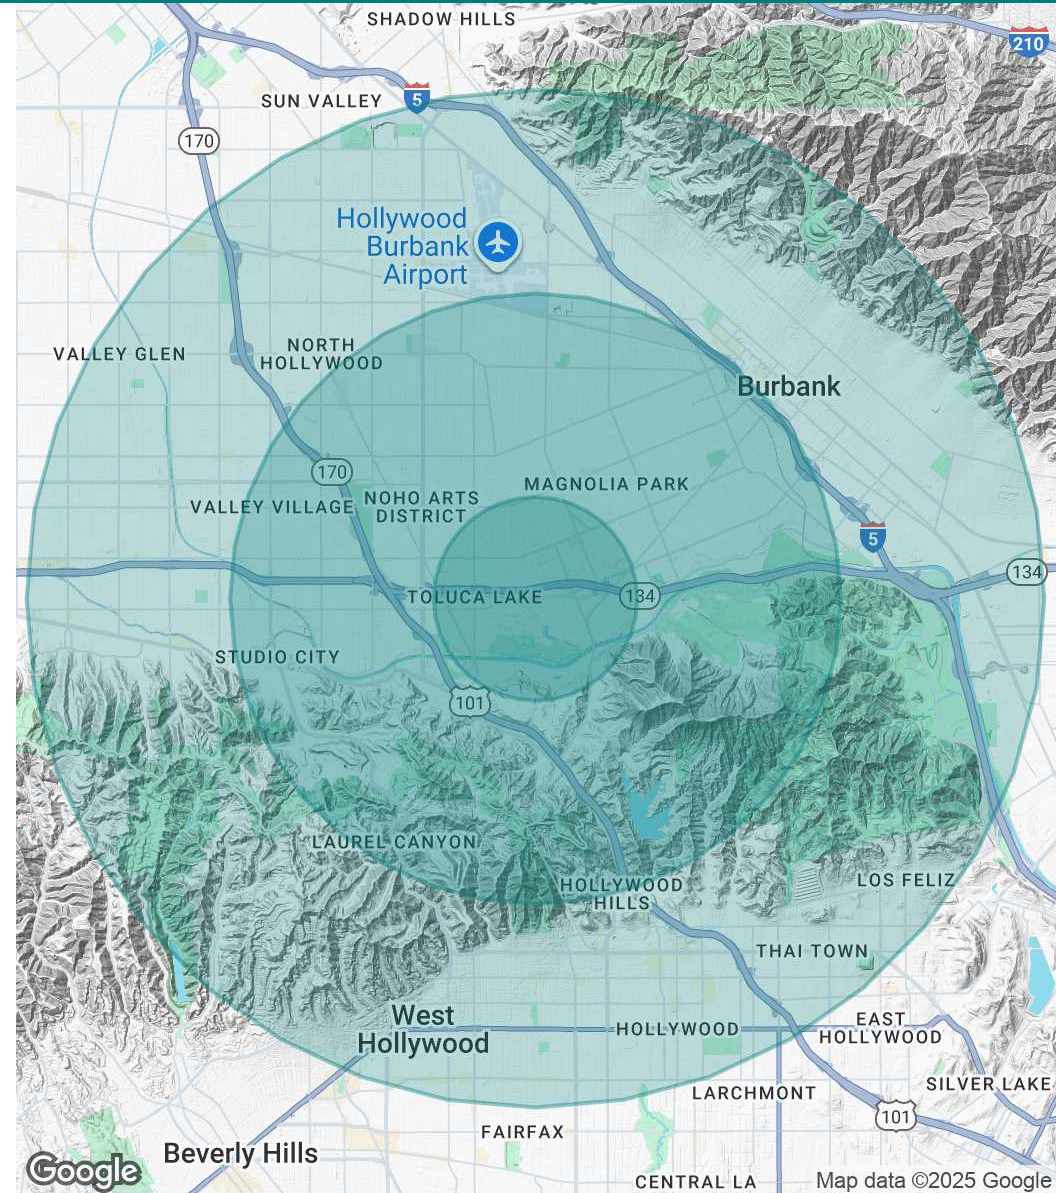 SHADOW HILLS
210
SUN VALLEY
5
170
Hollywood
Burbank
Airport
VALLEY GLEN
NORTH
HOLLYWOOD
Burbank
170
MAGNOLIA PARK
VALLEY VILLAGE
NOHO ARTS
DISTRICT
5
134
TOLUCA LAKE
134
STUDIO CITY
101
LAUREL CANYON
HOLLYWOOD
HILLS
LOS FELIZ
THAI TOWN
West
Hollywood
HOLLYWOOD
EAST
HOLLYWOOD
LARCHMONT
SILVER LAKE
101
FAIRFAX
Beverly Hills
Google
CENTRAL LA
Map data ©2025 Google